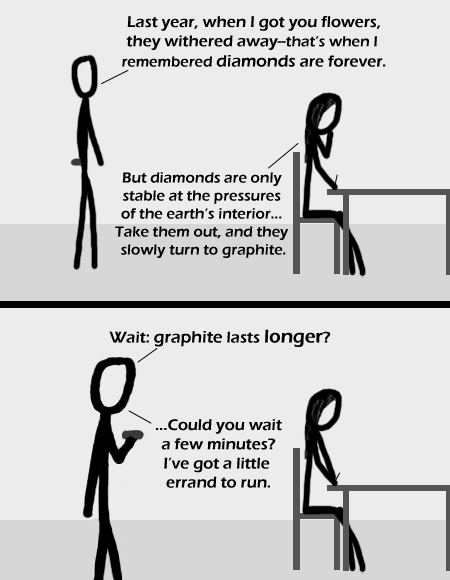 Last year, when I got you flowers,
they withered away--that's when I
remembered diamonds are forever.
But diamonds are only
stable at the pressures
of the earth's interior...
Take them out, and they
slowly turn to graphite.
Wait: graphite lasts longer?
...Could you wait
a few minutes?
I've got a little
errand to run.